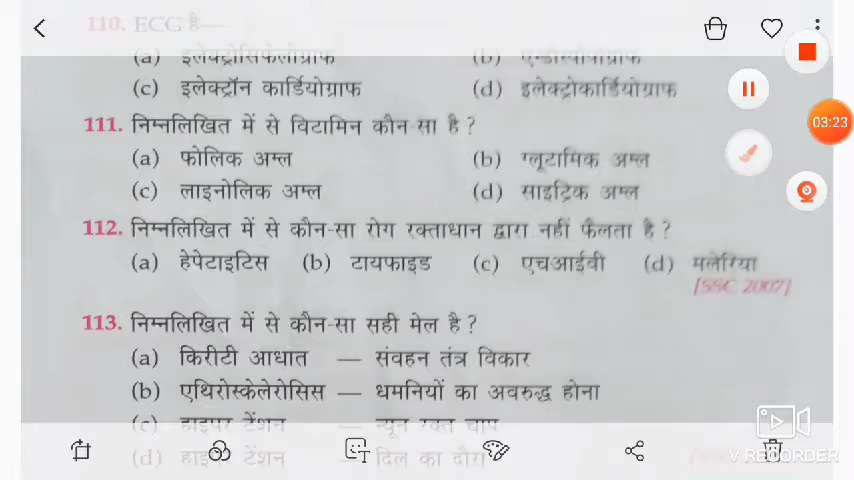 110. ECG है—
(a) इलेक्ट्रोसिफेलोग्राफ (b)
(c) इलेक्ट्रॉन कार्डियोग्राफ (d) इलेक्ट्रोकार्डियोग्राफ
111. निम्नलिखित में से विटामिन कौन-सा है?
(a) फोलिक अम्ल (b) ग्लूटामिक अम्ल
(c) लाइनोलिक अम्ल (d) साइट्रिक अम्ल
112. निम्नलिखित में से कौन-सा रोग रक्ताधान द्वारा नहीं फैलता है?
(a) हेपेटाइटिस (b) टायफाइड (c) एचआईवी (d) मलेरिया
[SSC 2007]
113. निम्नलिखित में से कौन-सा सही मेल है?
(a) किरीटी आधात — संवहन तंत्र विकार
(b) एथिरोस्केलेरोसिस — धमनियों का अवरुद्ध होना
(c) हाइपर टेंशन — न्यून रक्त चाप
(d) हाइपर टेंशन — दिल का दौरा
03:23
V RECORDER